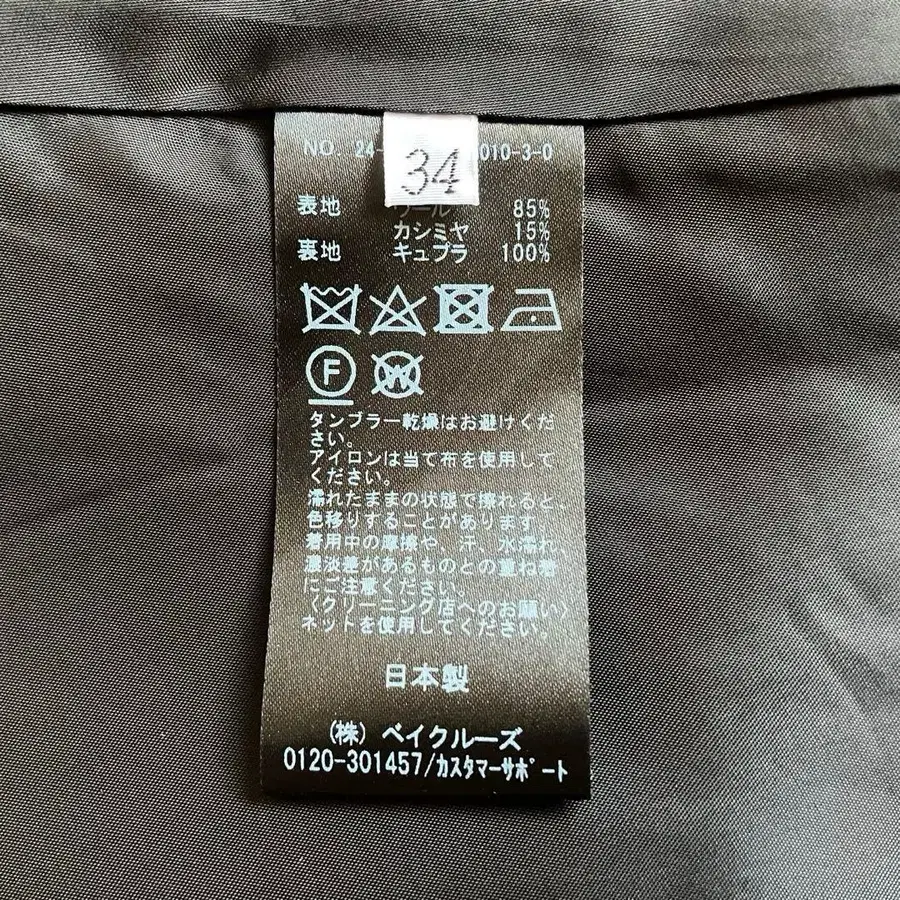 NO. 24- 010-3-0
34
表地 ウール 85%
カシミヤ 15%
裏地 キュプラ 100%
F
W
タンブラー乾燥はお避けくだ
さい。
アイロンは当て布を使用して
ください。
濡れたままの状態で擦れると、
色移りすることがあります。
着用中の摩擦や、汗、水濡れ、
濃淡差があるものとの重ね着
にご注意ください。
〈クリーニング店へのお願い〉
ネットを使用してください。
日本製
(株) ベイクルーズ
0120-301457/ｶｽﾀﾏｰｻﾎﾟｰﾄ